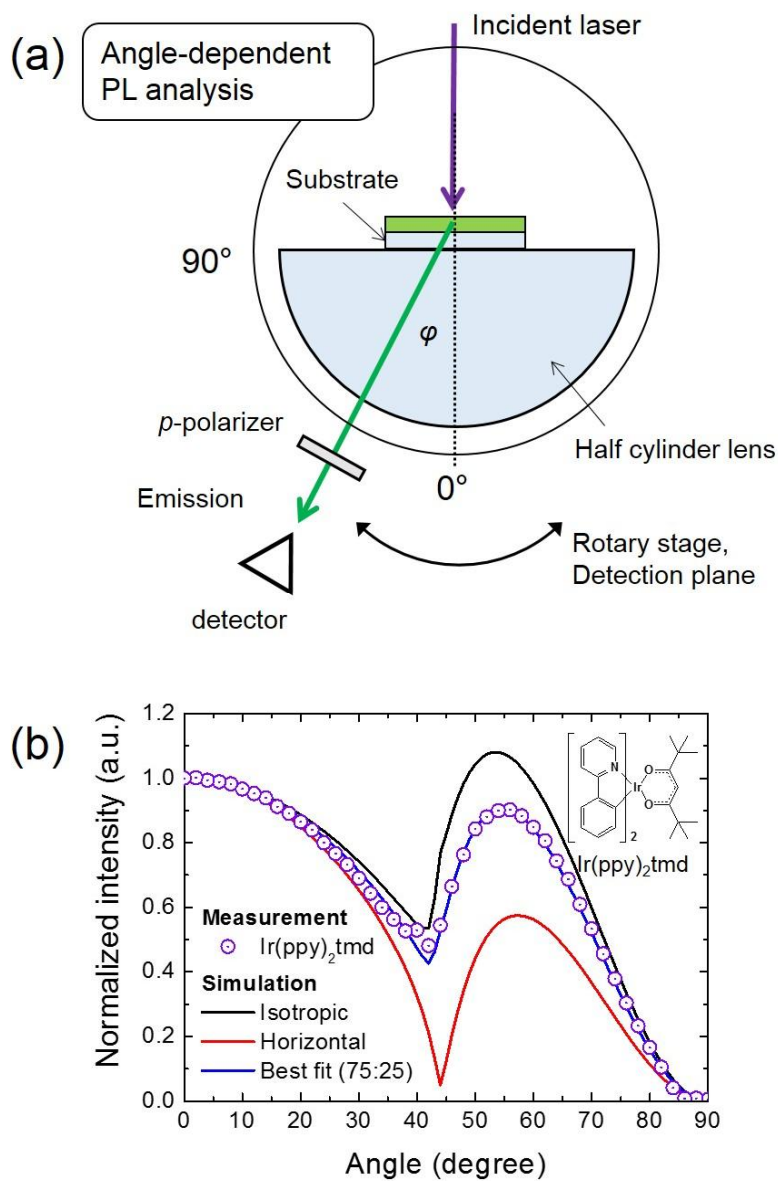 (a)
Angle-dependent
PL analysis
Incident laser
Substrate
90°
φ
p-polarizer
Half cylinder lens
0°
Emission
Rotary stage,
Detection plane
detector
(b)
Normalized intensity (a.u.)
1.2
1.0
0.8
0.6
0.4
0.2
0.0
N
Ir
O
O
2
Ir(ppy)₂tmd
Measurement
Ir(ppy)₂tmd
Simulation
Isotropic
Horizontal
Best fit (75:25)
0 10 20 30 40 50 60 70 80 90
Angle (degree)